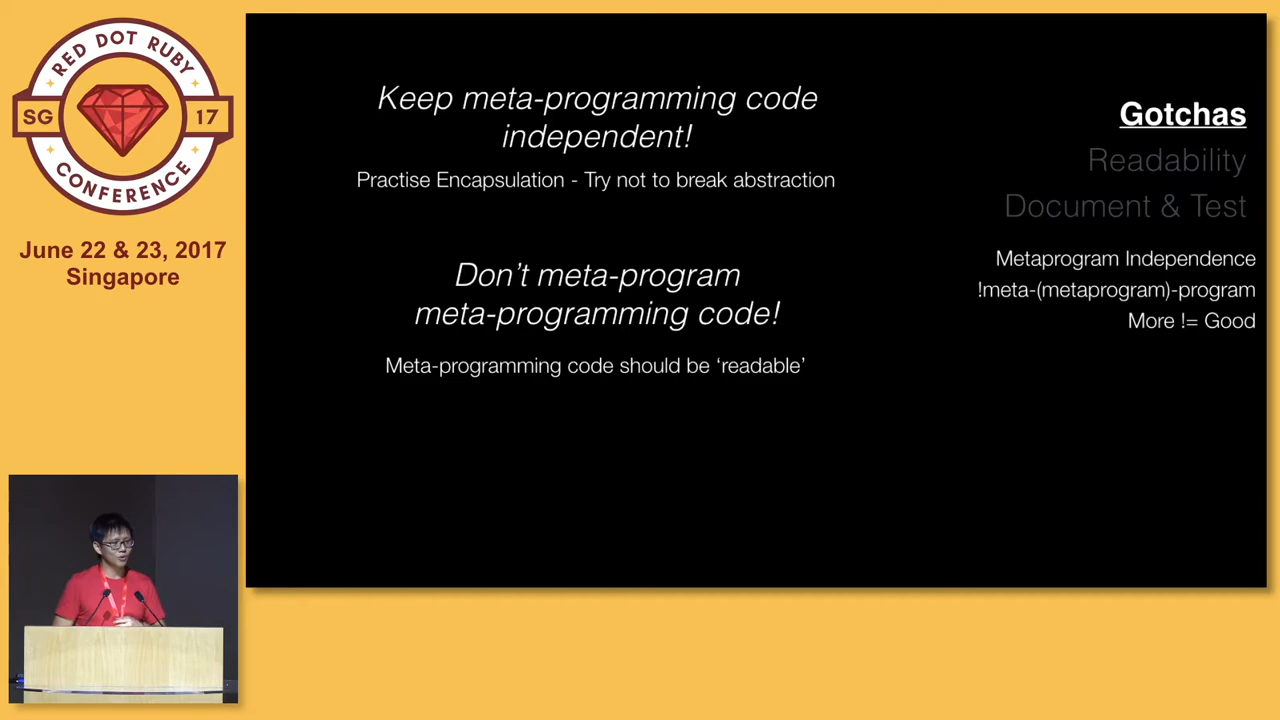 RED DOT RUBY
SG 17
CONFERENCE
June 22 & 23, 2017
Singapore
Keep meta-programming code
independent!
Practise Encapsulation - Try not to break abstraction
Don’t meta-program
meta-programming code!
Meta-programming code should be ‘readable’
Gotchas
Readability
Document & Test
Metaprogram Independence
!meta-(metaprogram)-program
More != Good